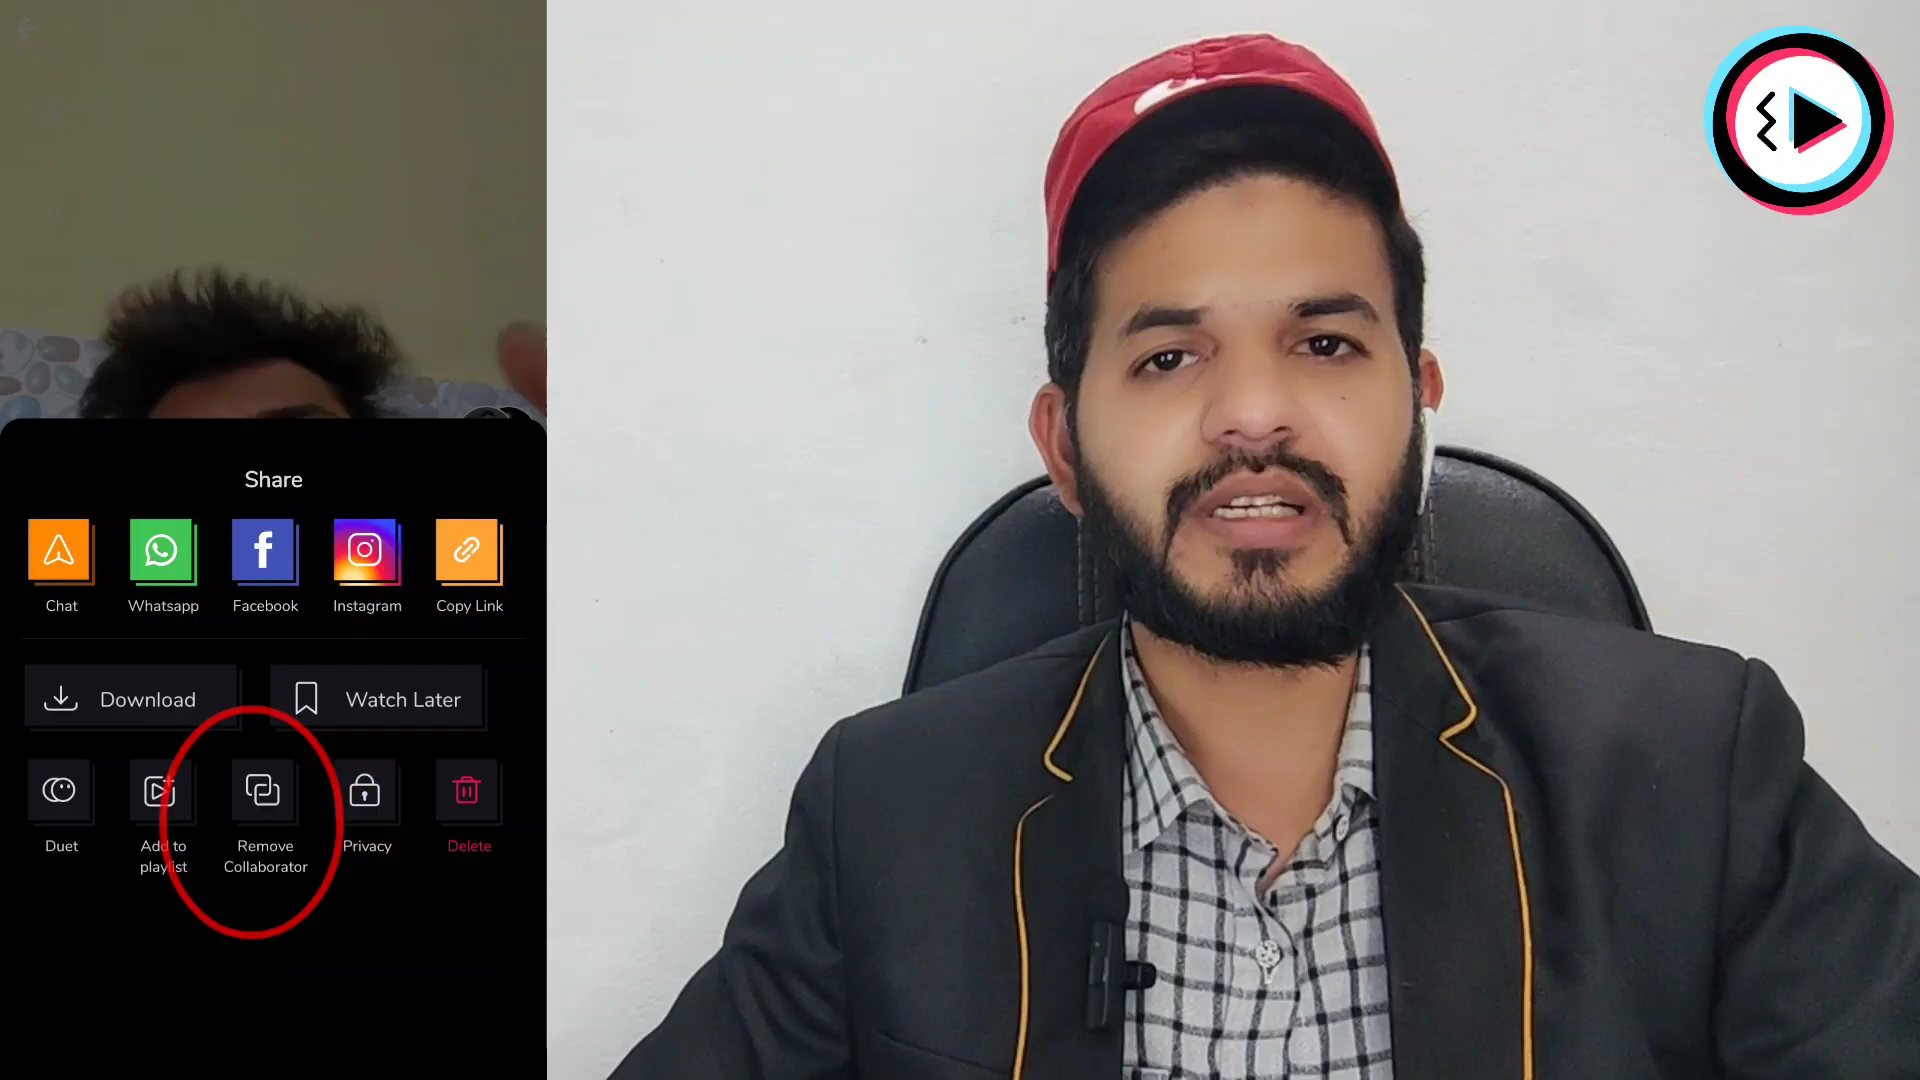 Share
Chat Whatsapp Facebook Instagram Copy Link
Download Watch Later
Duet Add to playlist Remove Collaborator Privacy Delete